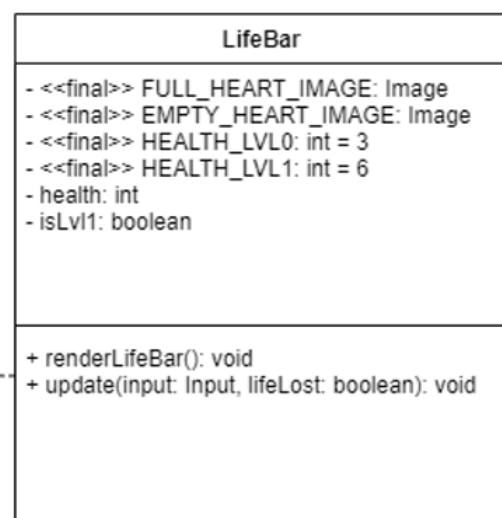 LifeBar
- <<final>> FULL_HEART_IMAGE: Image
- <<final>> EMPTY_HEART_IMAGE: Image
- <<final>> HEALTH_LVL0: int = 3
- <<final>> HEALTH_LVL1: int = 6
- health: int
- isLvl1: boolean
+ renderLifeBar(): void
+ update(input: Input, lifeLost: boolean): void